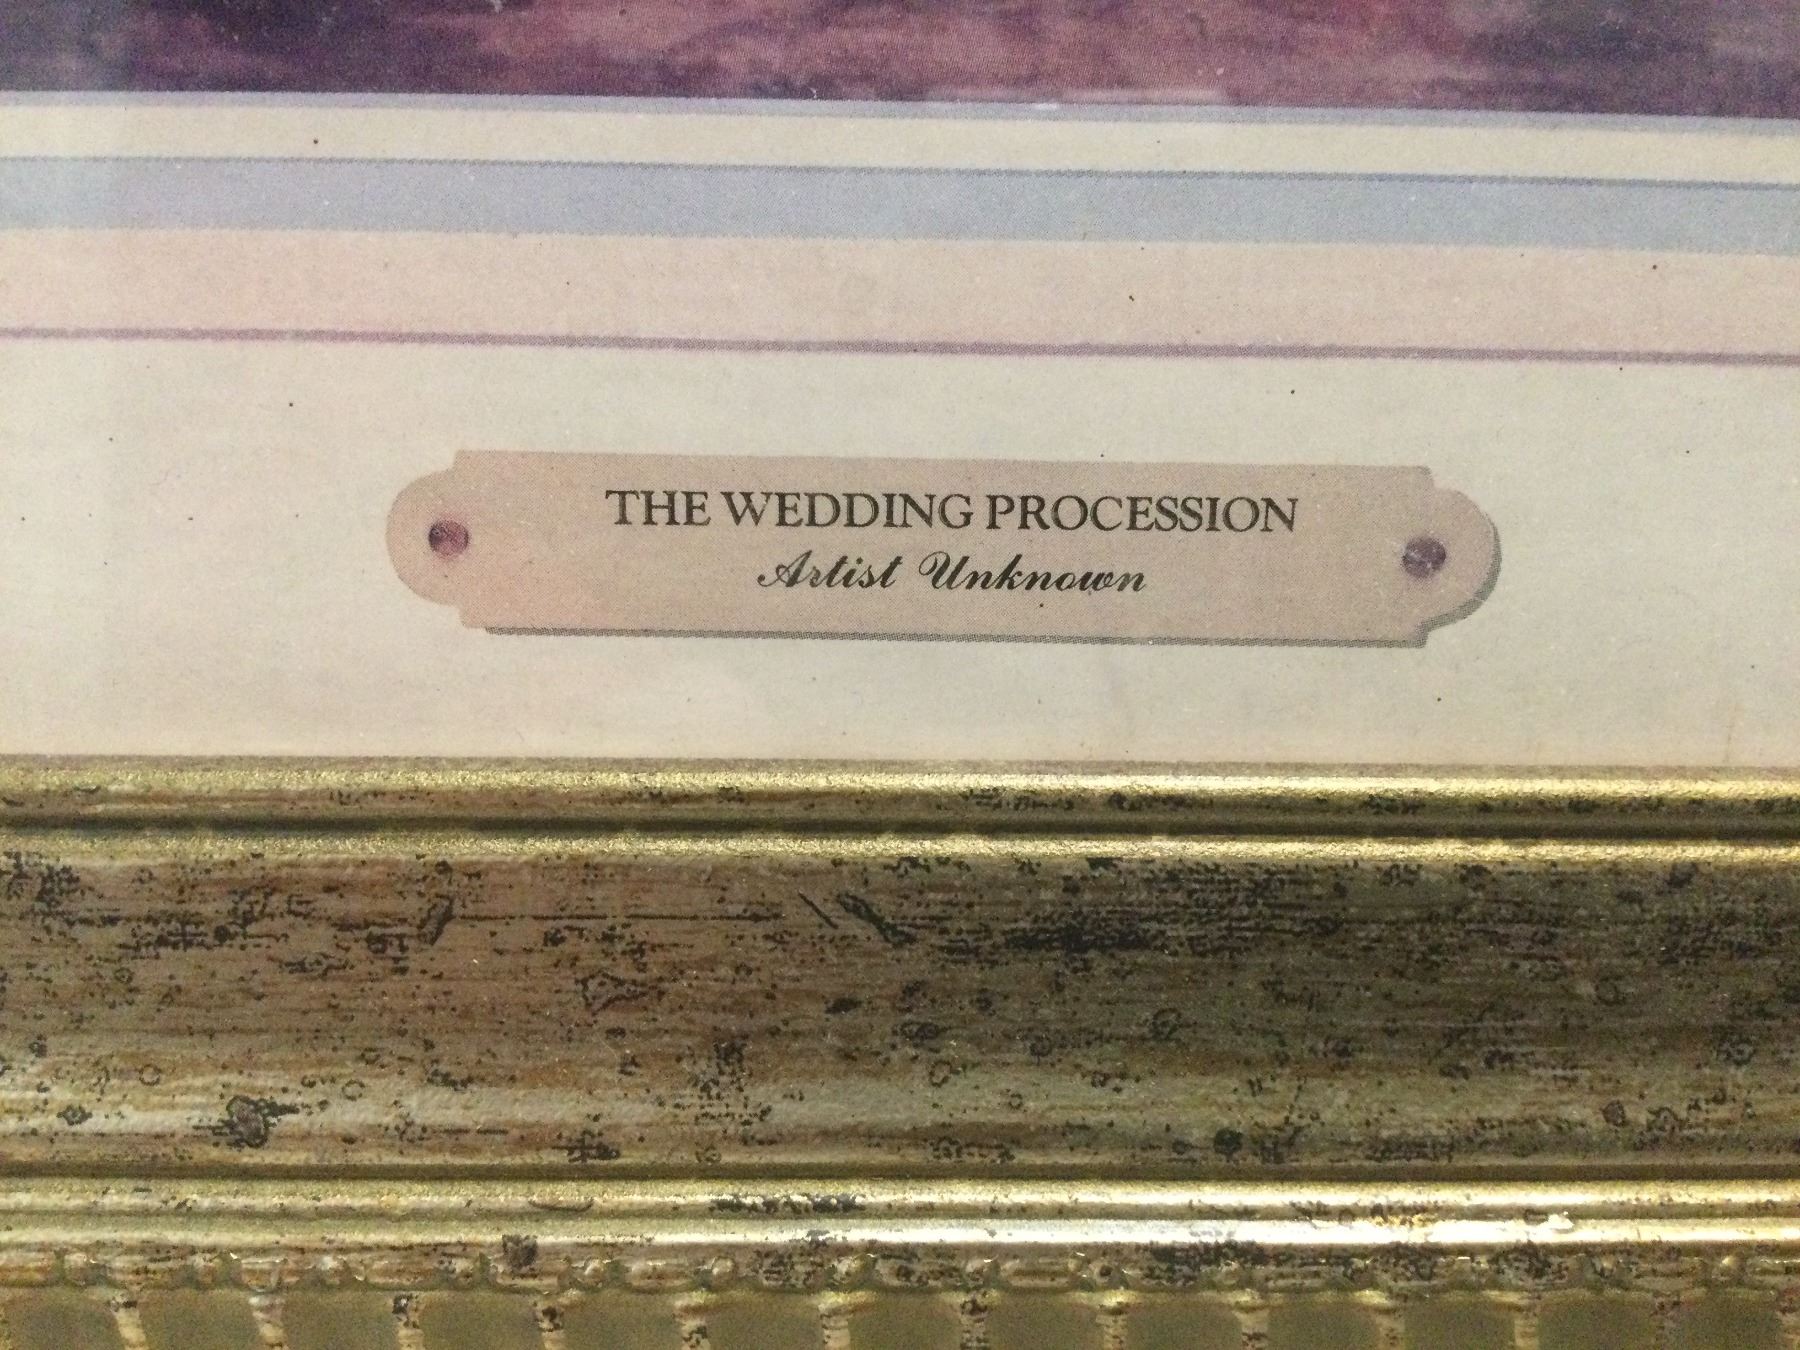 THE WEDDING PROCESSION
Artist Unknown